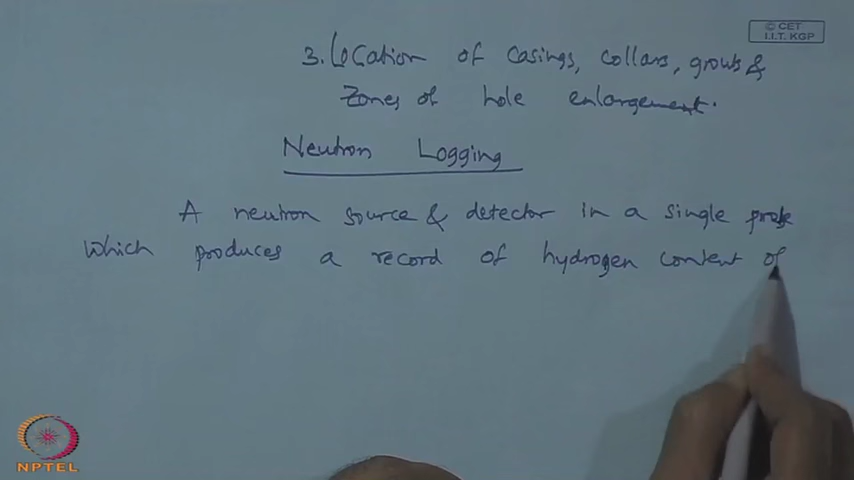 © CET
I.I.T. KGP
3. Location of casings, collars, grouts &
Zones of hole enlargement.
Neutron Logging
A neutron source & detector in a single probe
which produces a record of hydrogen content of
NPTEL